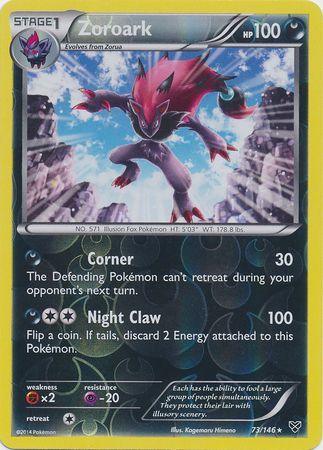 STAGE 1
Zoroark
HP 100
Evolves from Zorua
NO. 571 Illusion Fox Pokémon HT: 5'03" WT: 178.8 lbs.
Corner 30
The Defending Pokémon can't retreat during your
opponent's next turn.
Night Claw 100
Flip a coin. If tails, discard 2 Energy attached to this
Pokémon.
weakness
×2
resistance
-20
retreat
Each has the ability to fool a large
group of people simultaneously.
They protect their lair with
illusory scenery.
©2014 Pokémon
Illus. Kagemaru Himeno
73/146★